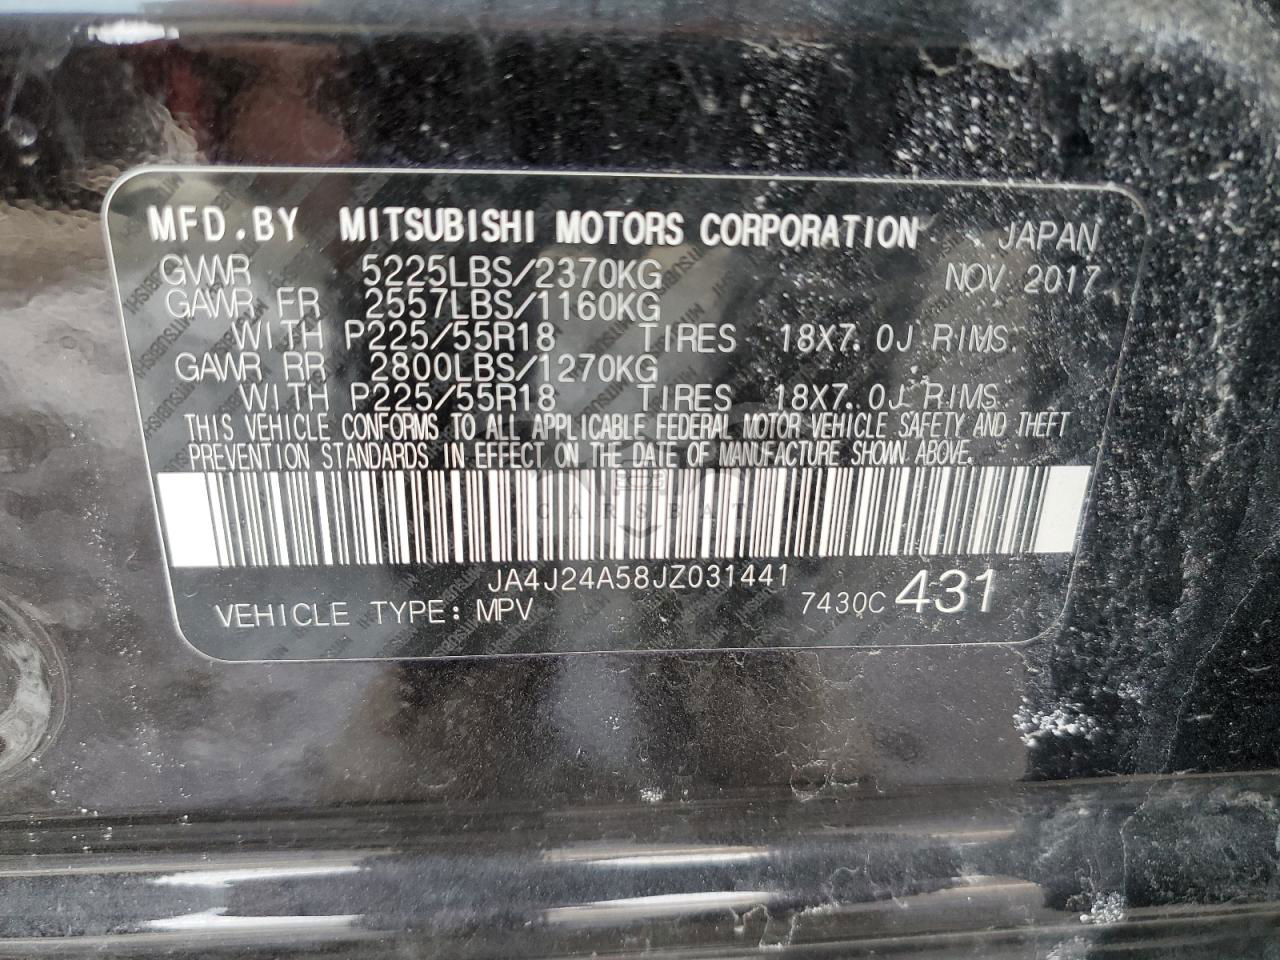 MFD.BY MITSUBISHI MOTORS CORPORATION JAPAN
GVWR 5225LBS/2370KG NOV 2017
GAWR FR 2557LBS/1160KG
WITH P225/55R18 TIRES 18X7.0J RIMS
GAWR RR 2800LBS/1270KG
WITH P225/55R18 TIRES 18X7.0J RIMS
THIS VEHICLE CONFORMS TO ALL APPLICABLE FEDERAL MOTOR VEHICLE SAFETY AND THEFT
PREVENTION STANDARDS IN EFFECT ON THE DATE OF MANUFACTURE SHOWN ABOVE.
CARSBAT
JA4J24A58JZ031441
VEHICLE TYPE: MPV 7430C 431